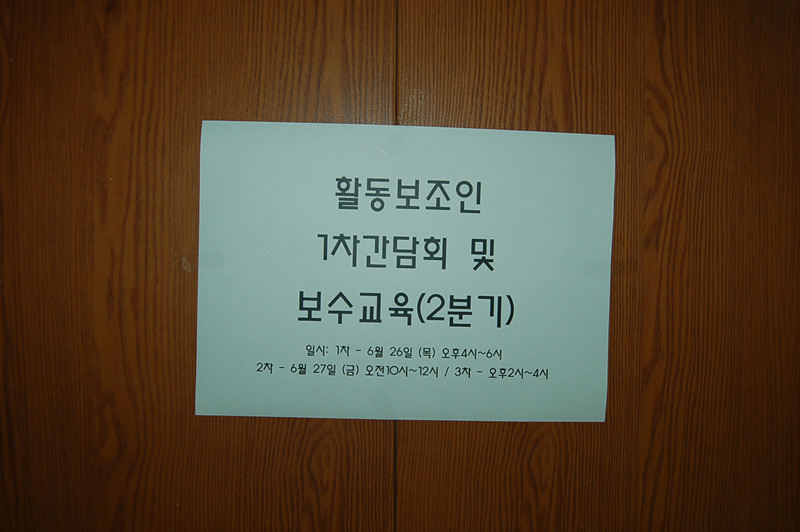 활동보조인
1차간담회 및
보수교육(2분기)
일시: 1차 - 6월 26일 (목) 오후4시~6시
2차 - 6월 27일 (금) 오전10시~12시 / 3차 - 오후2시~4시